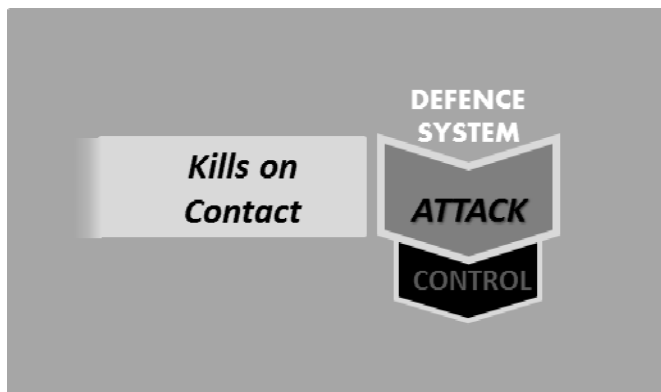 Kills on
Contact
DEFENCE
SYSTEM
ATTACK
CONTROL